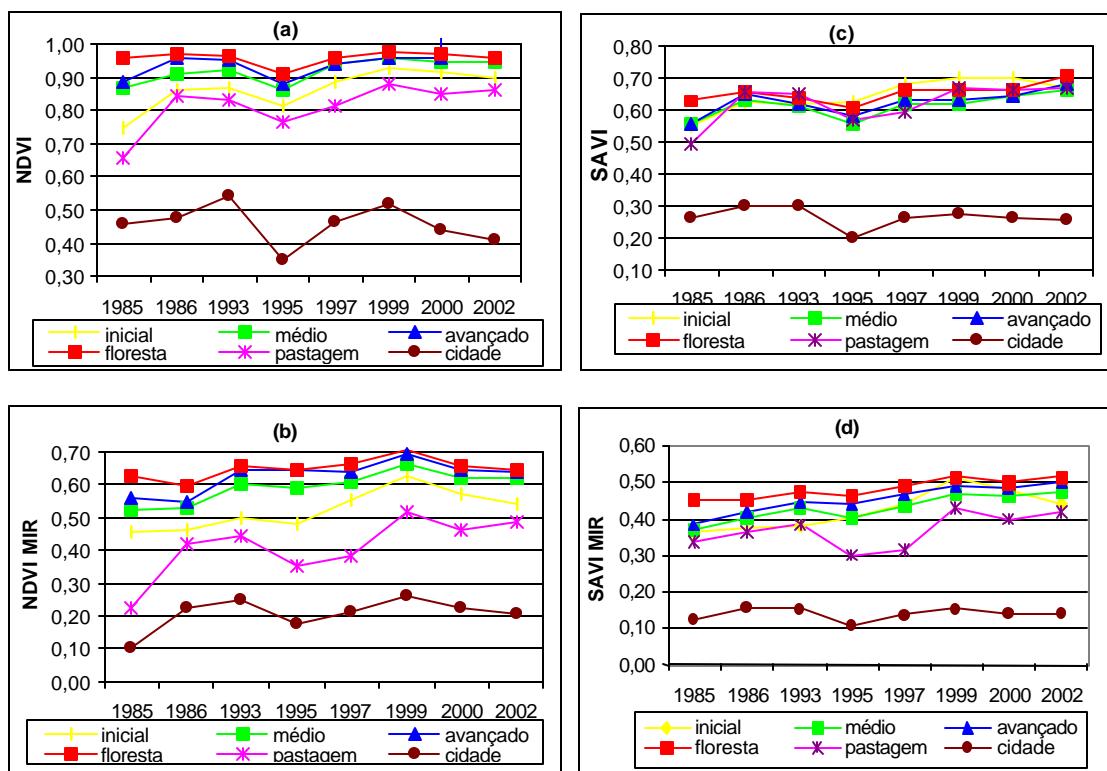 (a)
NDVI
1,00
0,90
0,80
0,70
0,60
0,50
0,40
0,30
1985 1986 1993 1995 1997 1999 2000 2002
inicial médio avançado
floresta pastagem cidade
(c)
SAVI
0,80
0,70
0,60
0,50
0,40
0,30
0,20
0,10
1985 1986 1993 1995 1997 1999 2000 2002
inicial médio avançado
floresta pastagem cidade
(b)
NDVI MIR
0,70
0,60
0,50
0,40
0,30
0,20
0,10
0,00
1985 1986 1993 1995 1997 1999 2000 2002
inicial médio avançado
floresta pastagem cidade
(d)
SAVI MIR
0,60
0,50
0,40
0,30
0,20
0,10
0,00
1985 1986 1993 1995 1997 1999 2000 2002
inicial médio avançado
floresta pastagem cidade